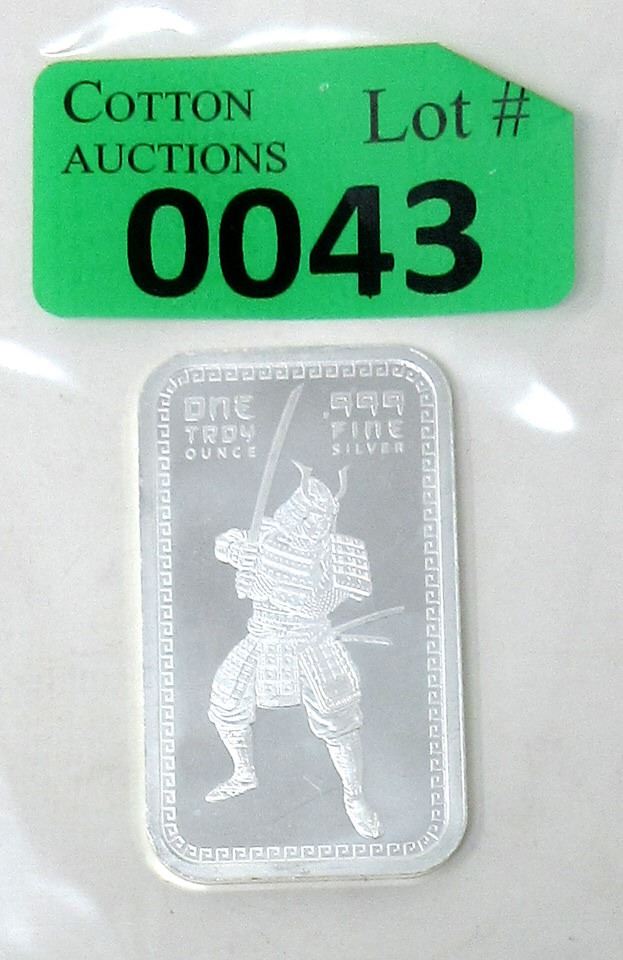 COTTON
AUCTIONS
Lot #
0043
ONE
TROY
OUNCE
.999
FINE
SILVER